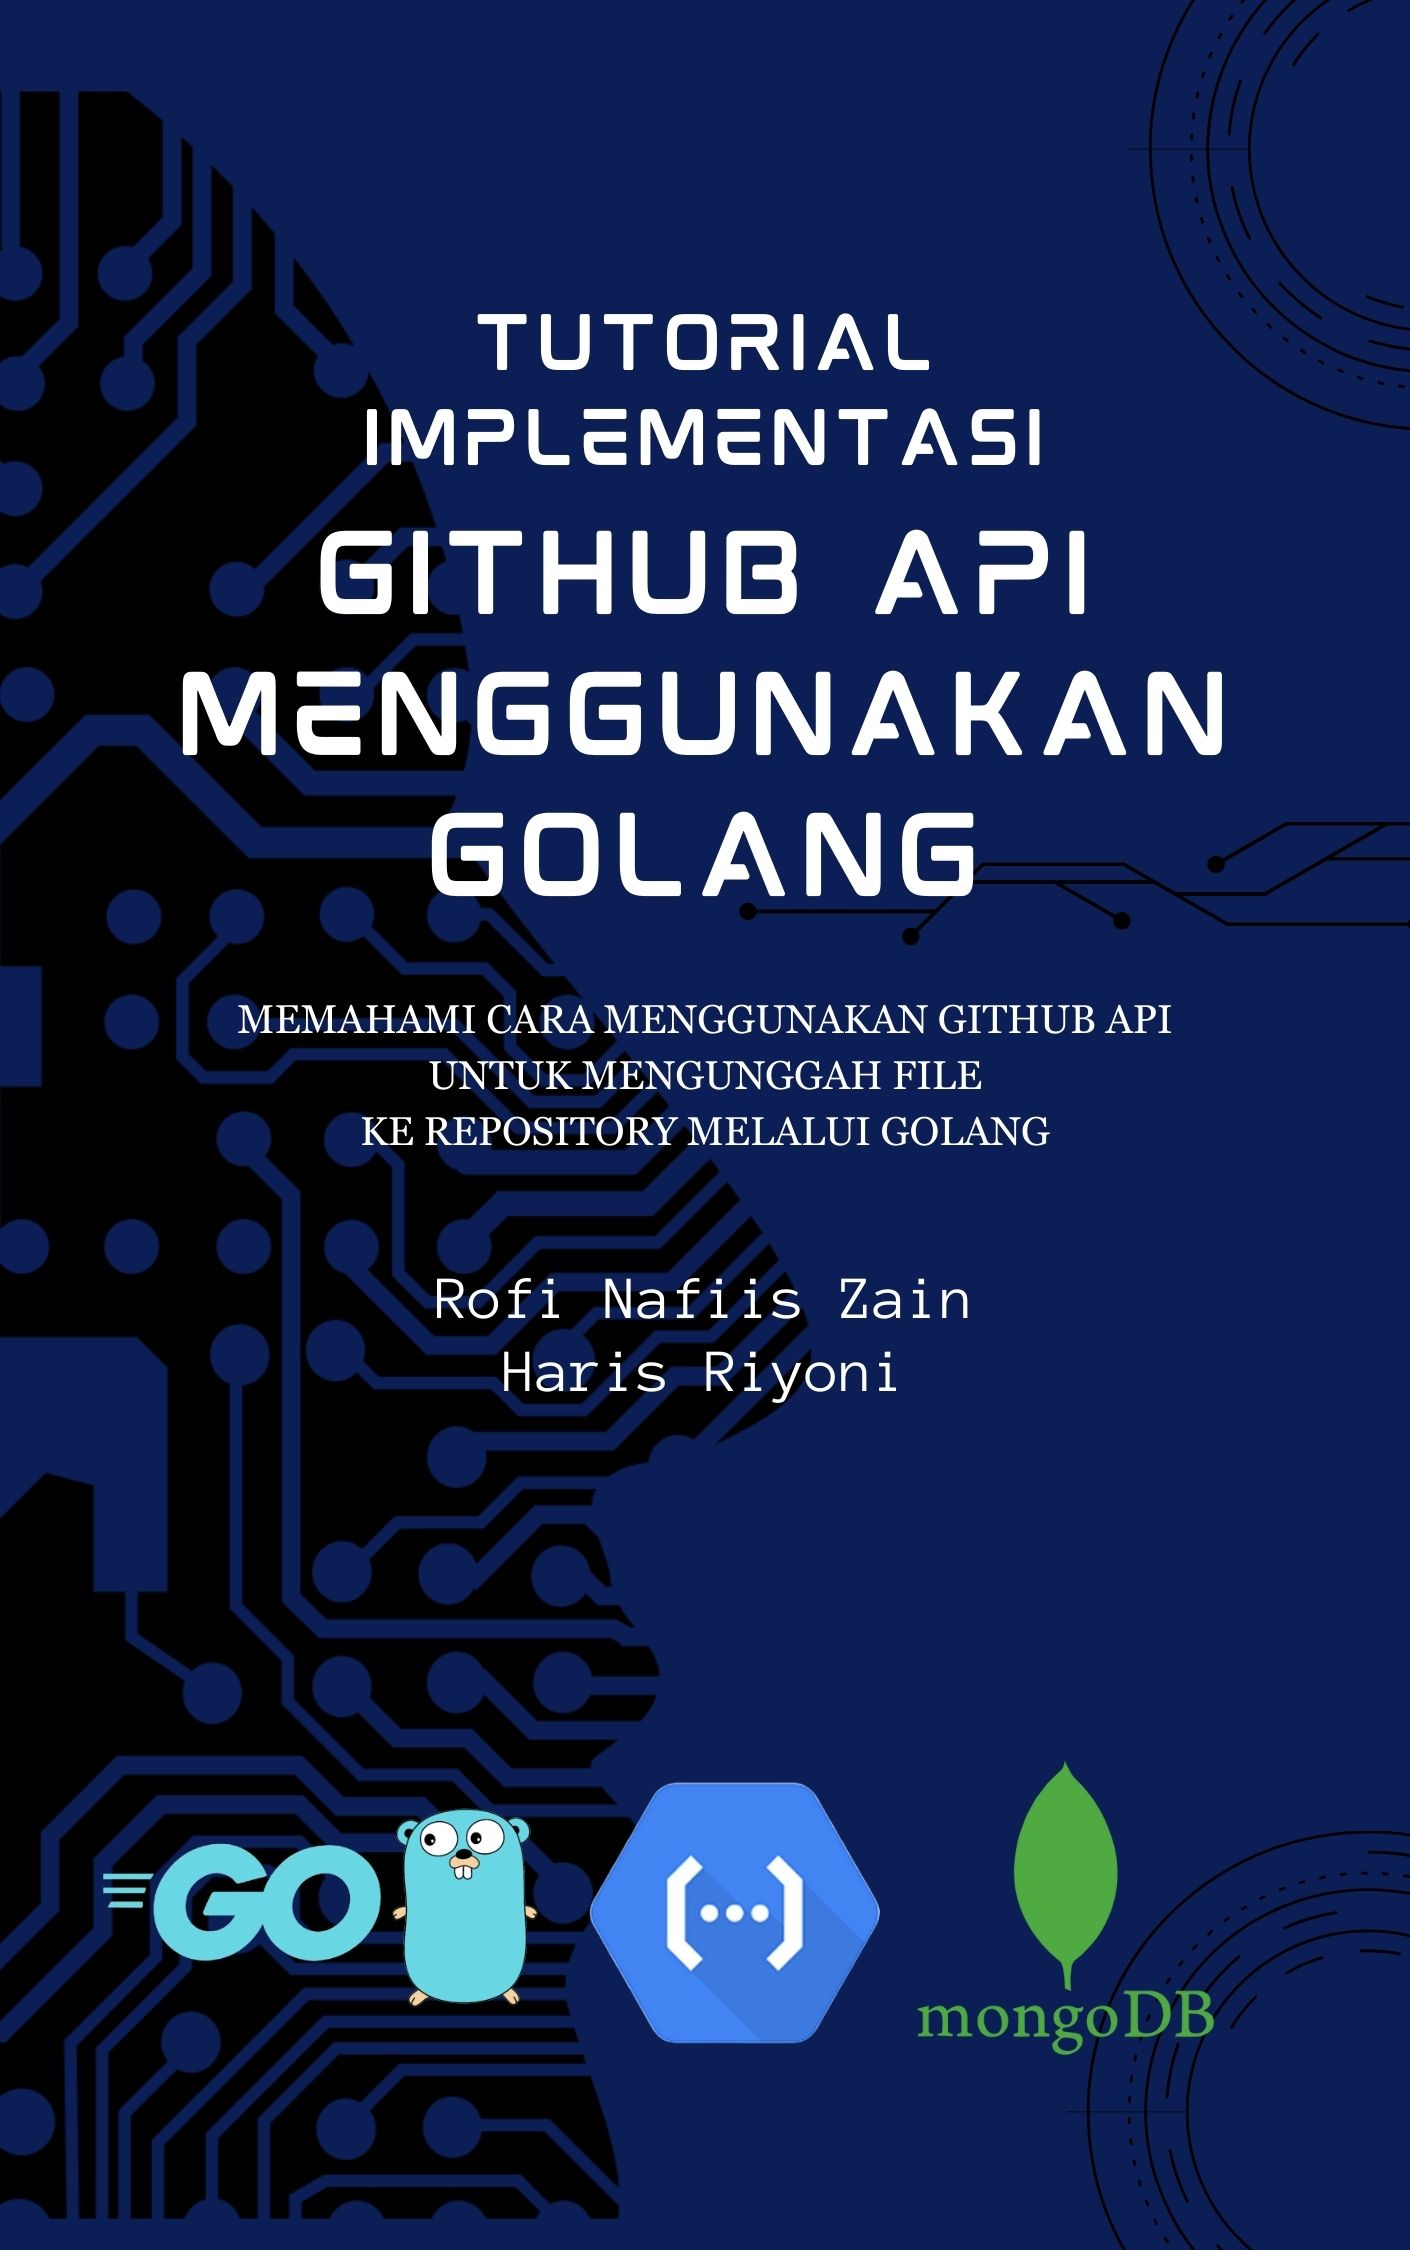 TUTORIAL
IMPLEMENTASI
GITHUB API
MENGGUNAKAN
GOLANG
MEMAHAMI CARA MENGGUNAKAN GITHUB API
UNTUK MENGUNGGAH FILE
KE REPOSITORY MELALUI GOLANG
Rofi Nafiis Zain
Haris Riyoni
GO
mongoDB